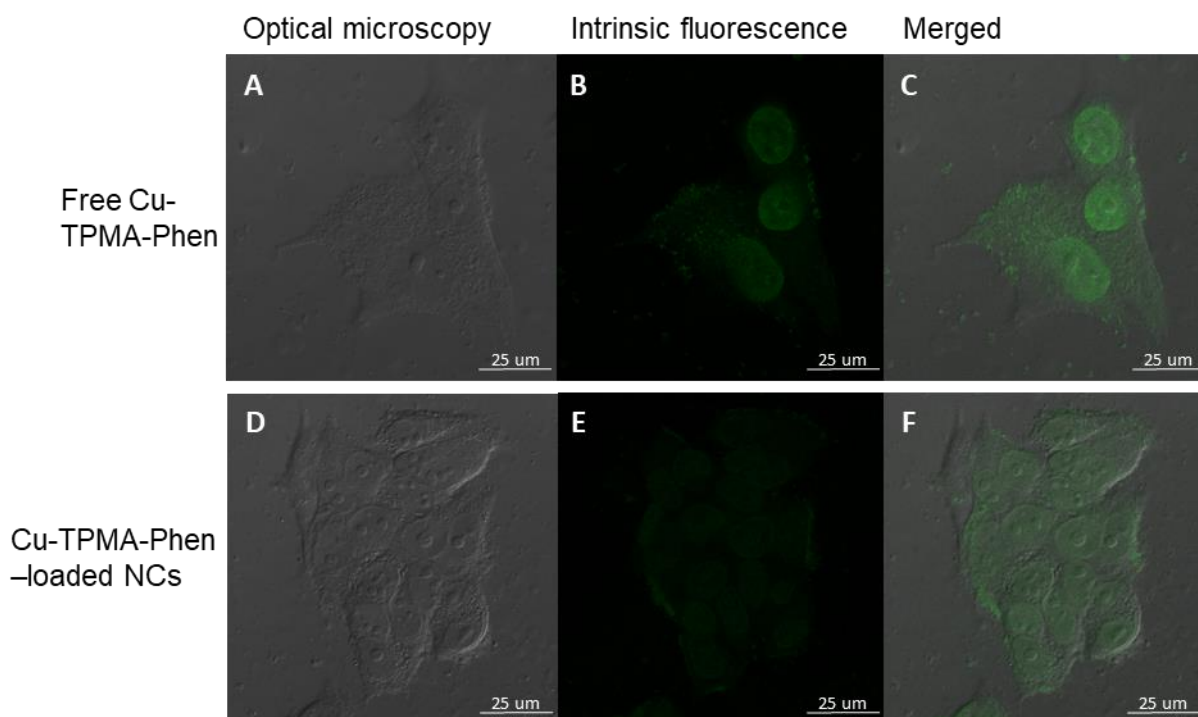 Optical microscopy
Intrinsic fluorescence
Merged
Free Cu-
TPMA-Phen
A
B
C
25 um
25 um
25 um
Cu-TPMA-Phen
–loaded NCs
D
E
F
25 um
25 um
25 um